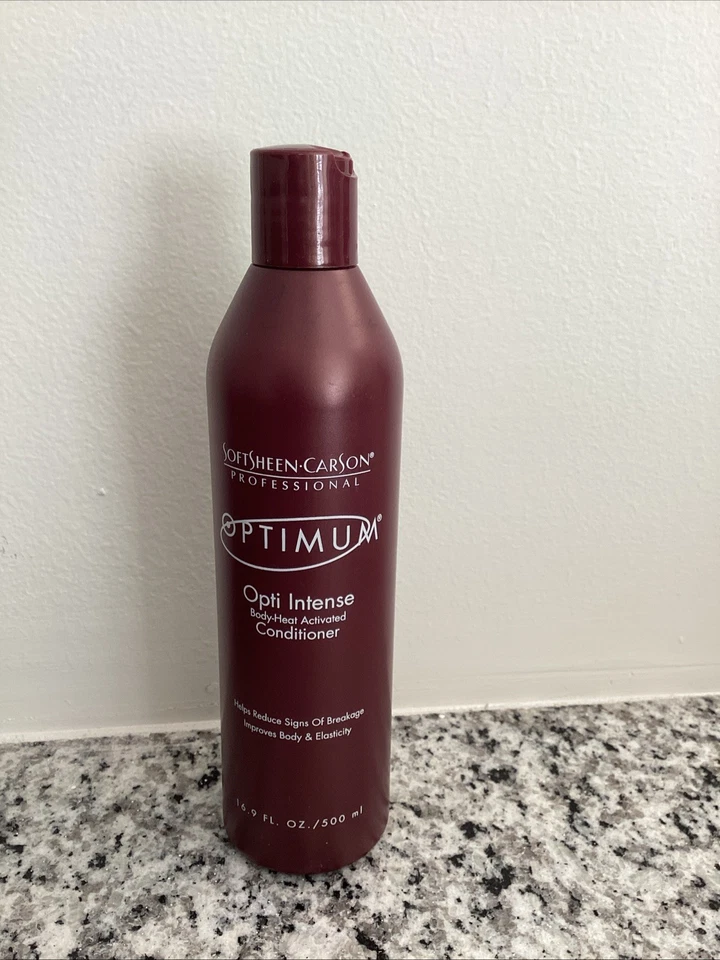 SOFTSHEEN·CARSON®
PROFESSIONAL
OPTIMUM®
Opti Intense
Body-Heat Activated
Conditioner
Helps Reduce Signs Of Breakage
Improves Body & Elasticity
16.9 FL. OZ./500 ml